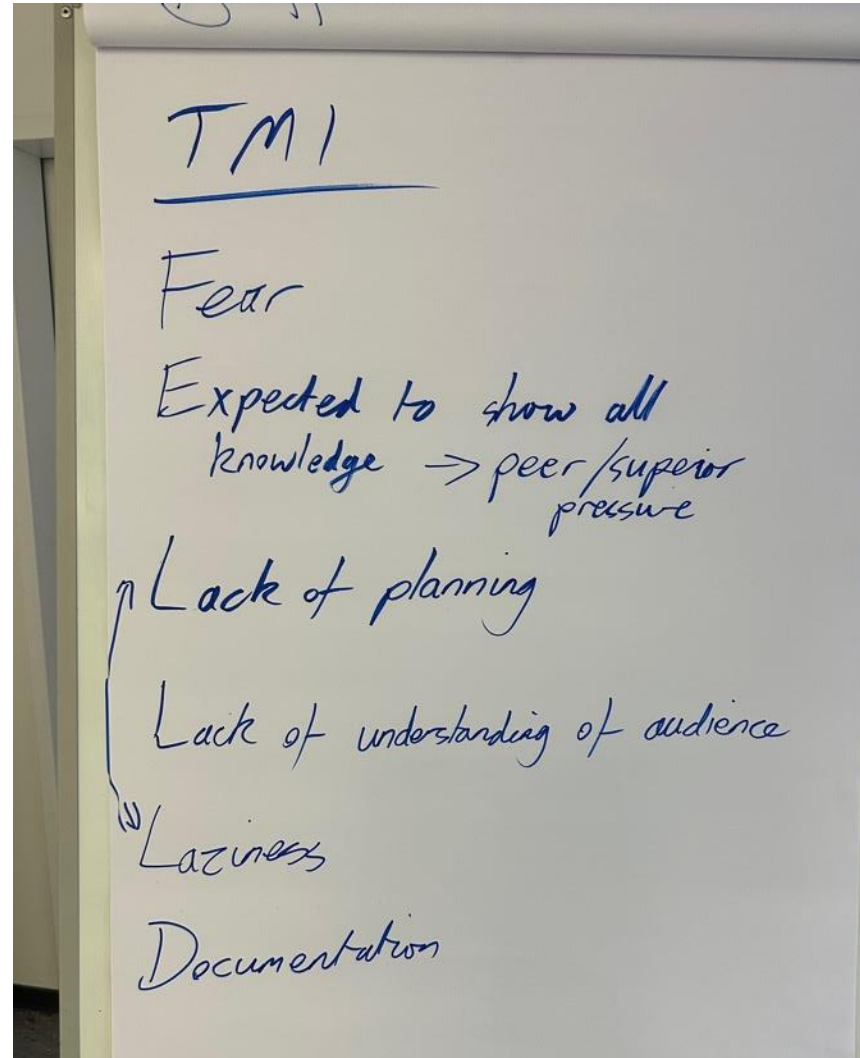 TMI
Fear
Expected to show all
knowledge → peer/superior
pressure
Lack of planning
Lack of understanding of audience
Laziness
Documentation